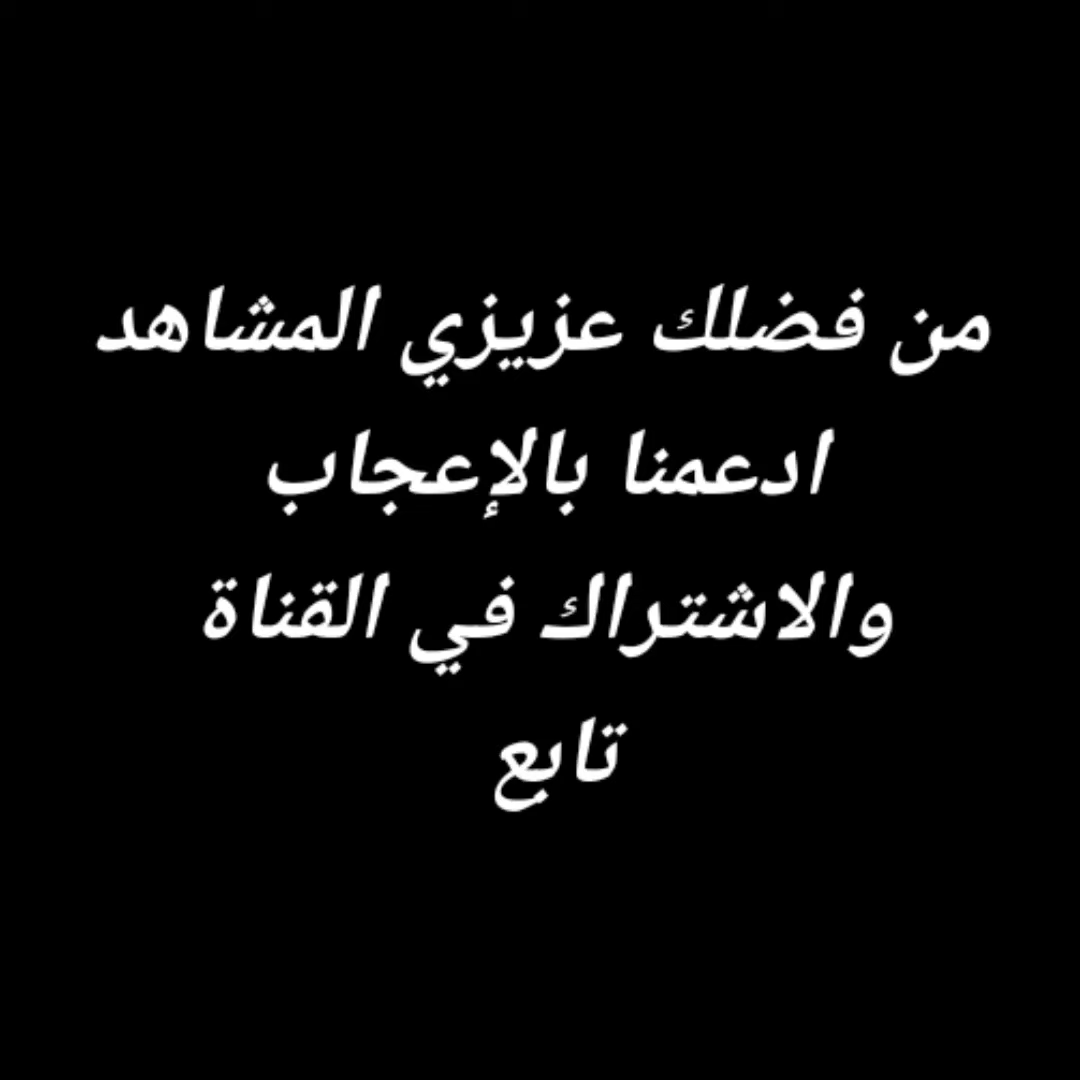 من فضلك عزيزي المشاهد
ادعمنا بالإعجاب
والاشتراك في القناة
تابع